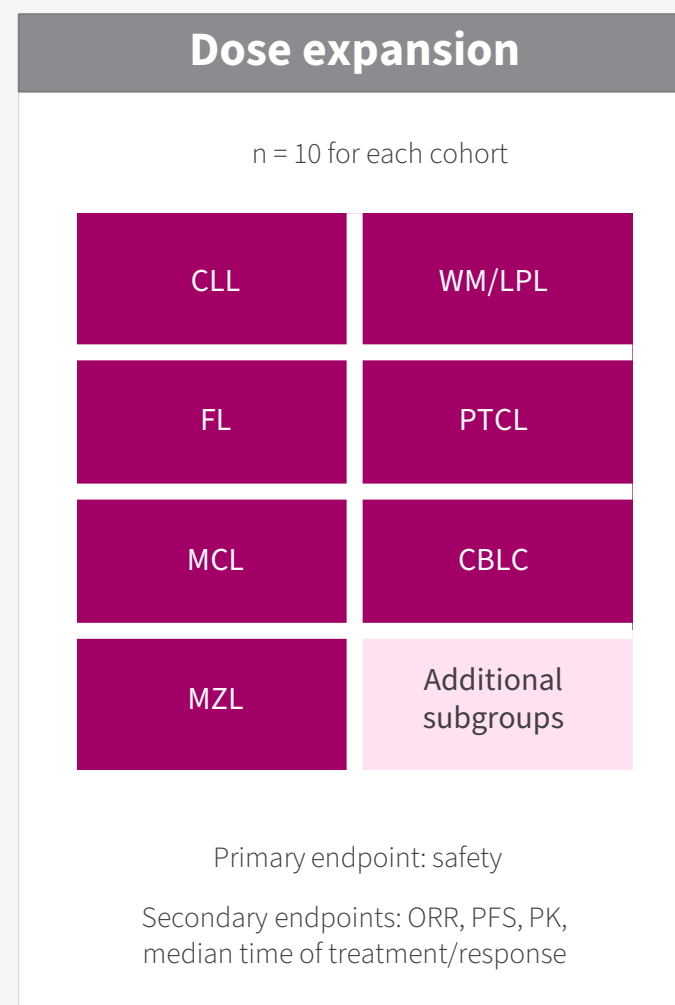 Dose expansion
n = 10 for each cohort
CLL
WM/LPL
FL
PTCL
MCL
CBLC
MZL
Additional
subgroups
Primary endpoint: safety
Secondary endpoints: ORR, PFS, PK,
median time of treatment/response